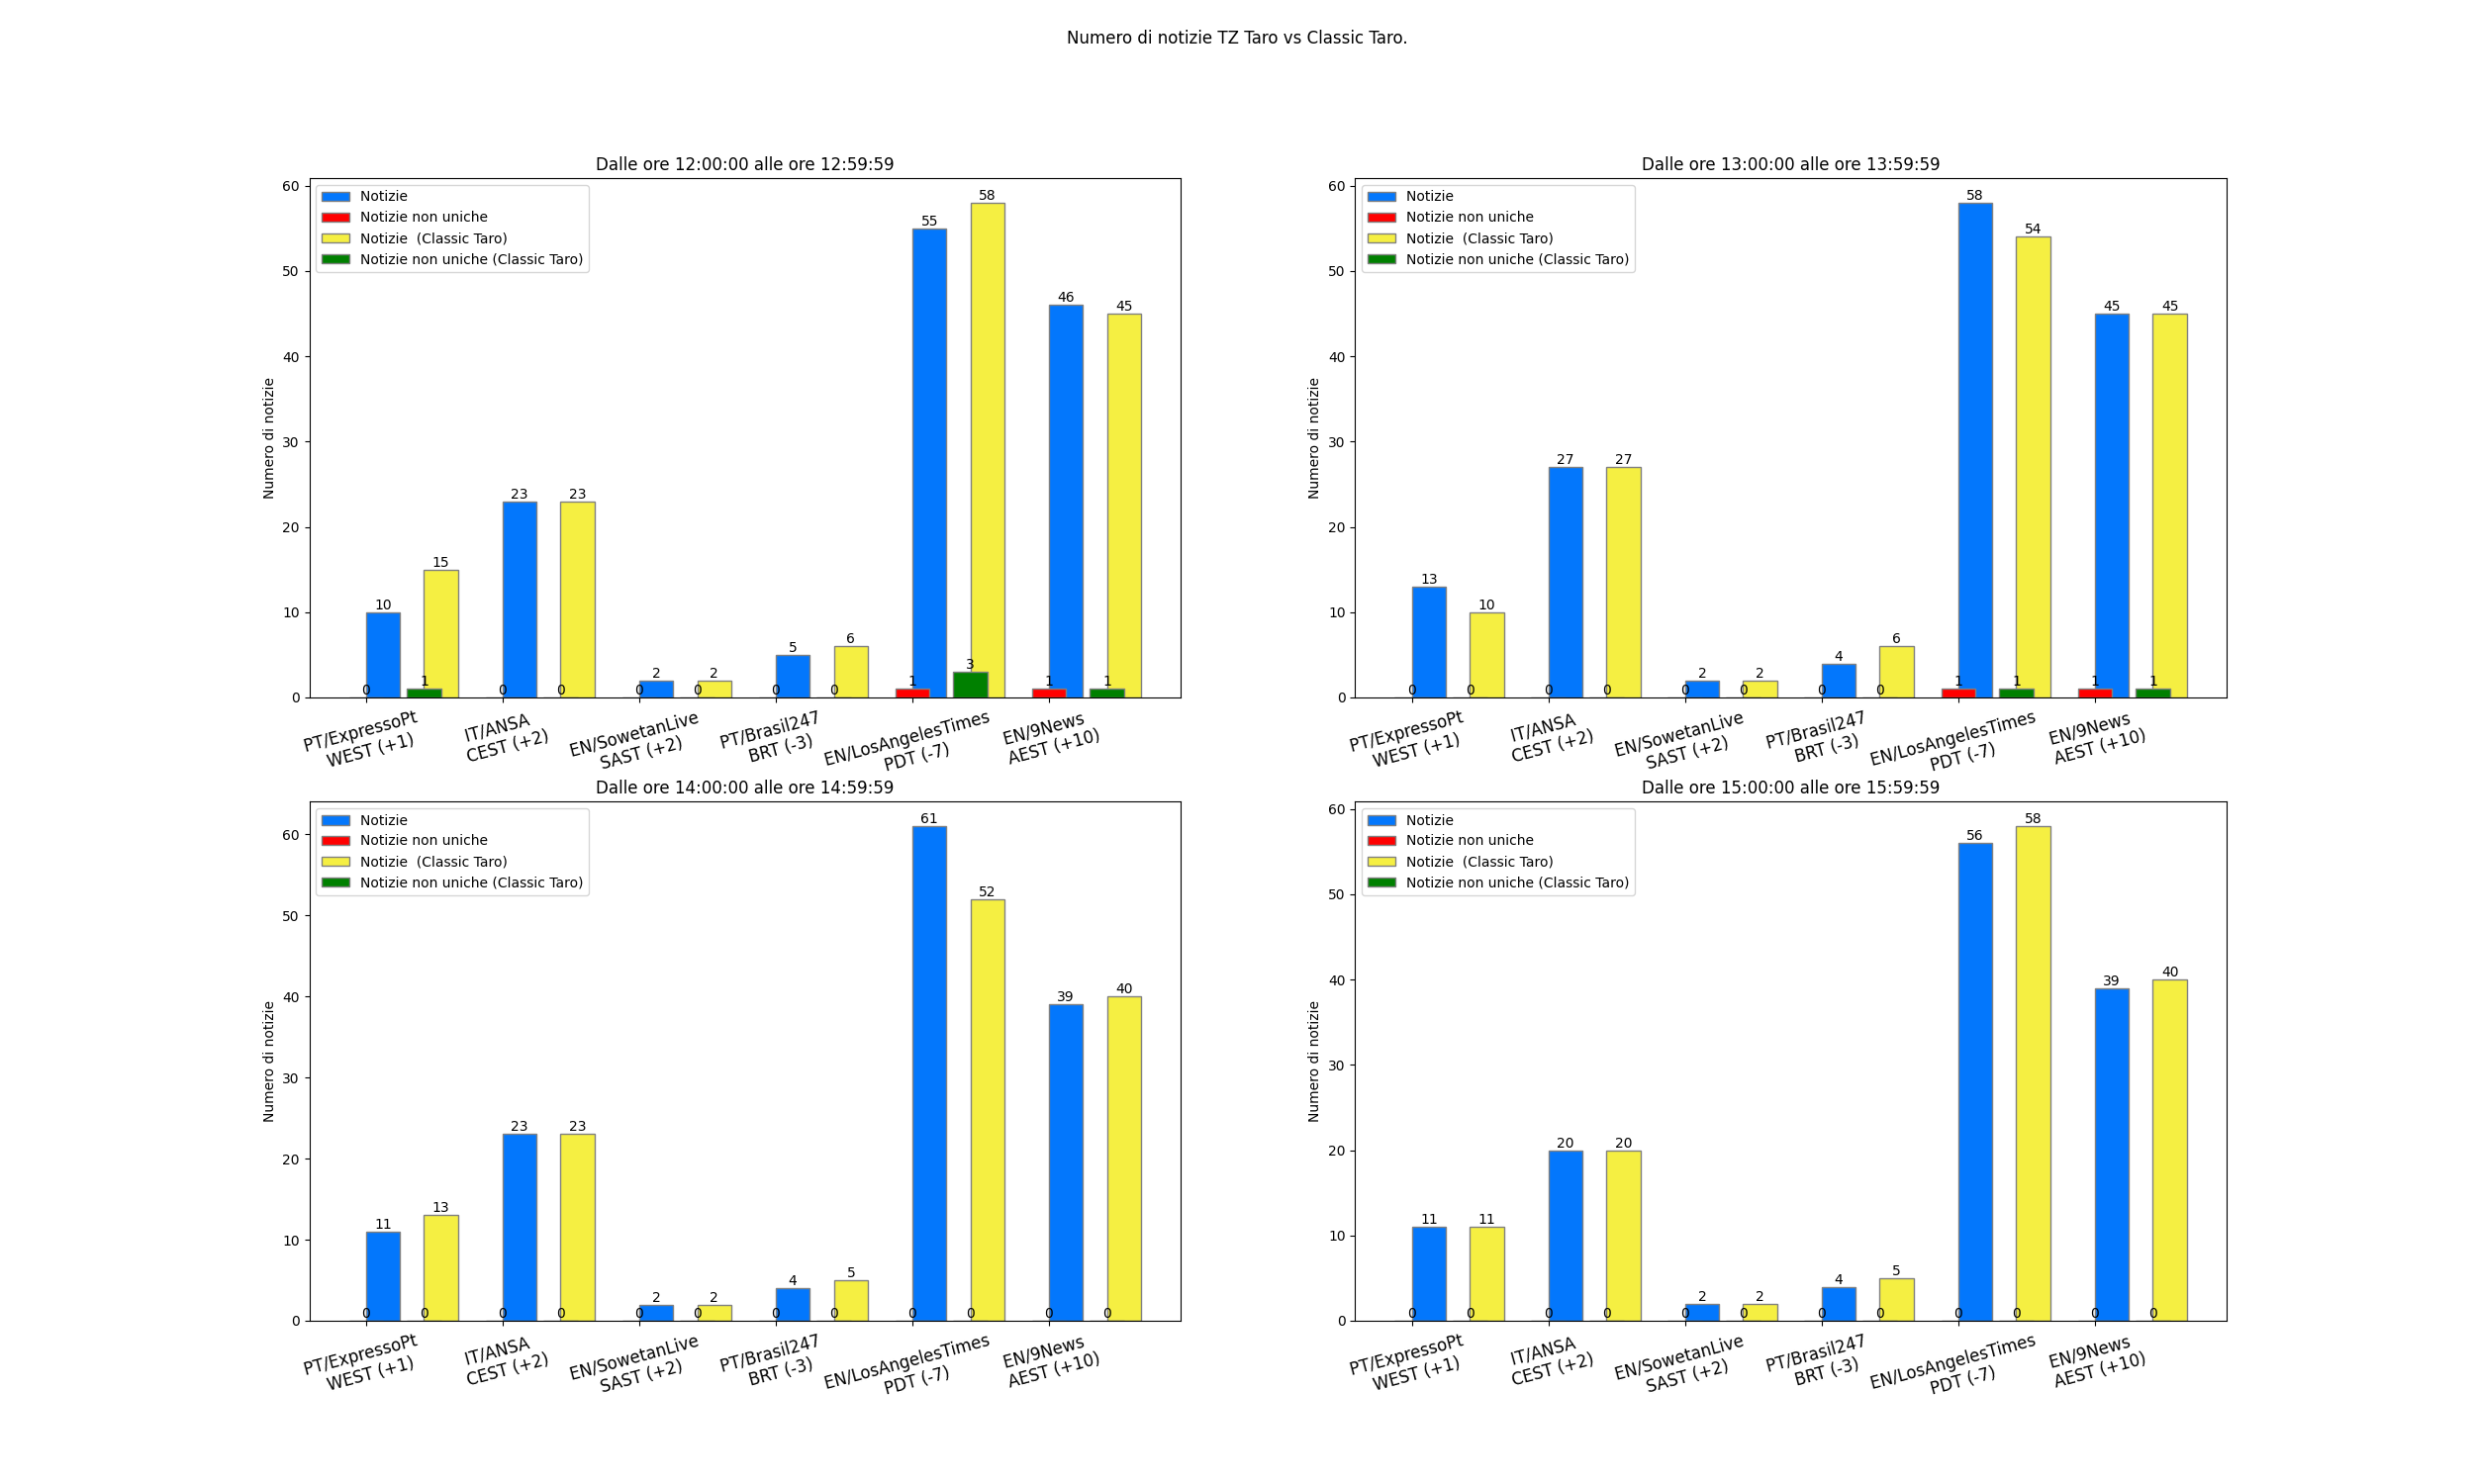 Numero di notizie TZ Taro vs Classic Taro.
Dalle ore 12:00:00 alle ore 12:59:59
Numero di notizie
60
50
40
30
20
10
0
Notizie
Notizie non uniche
Notizie  (Classic Taro)
Notizie non uniche (Classic Taro)
0 10 1 15
0 23 0 23
0 2 0 2
0 5 0 6
1 55 3 58
1 46 1 45
PT/ExpressoPt
WEST (+1)
IT/ANSA
CEST (+2)
EN/SowetanLive
SAST (+2)
PT/Brasil247
BRT (-3)
EN/LosAngelesTimes
PDT (-7)
EN/9News
AEST (+10)
Dalle ore 13:00:00 alle ore 13:59:59
Numero di notizie
60
50
40
30
20
10
0
Notizie
Notizie non uniche
Notizie  (Classic Taro)
Notizie non uniche (Classic Taro)
0 13 0 10
0 27 0 27
0 2 0 2
0 4 0 6
1 58 1 54
1 45 1 45
PT/ExpressoPt
WEST (+1)
IT/ANSA
CEST (+2)
EN/SowetanLive
SAST (+2)
PT/Brasil247
BRT (-3)
EN/LosAngelesTimes
PDT (-7)
EN/9News
AEST (+10)
Dalle ore 14:00:00 alle ore 14:59:59
Numero di notizie
60
50
40
30
20
10
0
Notizie
Notizie non uniche
Notizie  (Classic Taro)
Notizie non uniche (Classic Taro)
0 11 0 13
0 23 0 23
0 2 0 2
0 4 0 5
0 61 0 52
0 39 0 40
PT/ExpressoPt
WEST (+1)
IT/ANSA
CEST (+2)
EN/SowetanLive
SAST (+2)
PT/Brasil247
BRT (-3)
EN/LosAngelesTimes
PDT (-7)
EN/9News
AEST (+10)
Dalle ore 15:00:00 alle ore 15:59:59
Numero di notizie
60
50
40
30
20
10
0
Notizie
Notizie non uniche
Notizie  (Classic Taro)
Notizie non uniche (Classic Taro)
0 11 0 11
0 20 0 20
0 2 0 2
0 4 0 5
0 56 0 58
0 39 0 40
PT/ExpressoPt
WEST (+1)
IT/ANSA
CEST (+2)
EN/SowetanLive
SAST (+2)
PT/Brasil247
BRT (-3)
EN/LosAngelesTimes
PDT (-7)
EN/9News
AEST (+10)